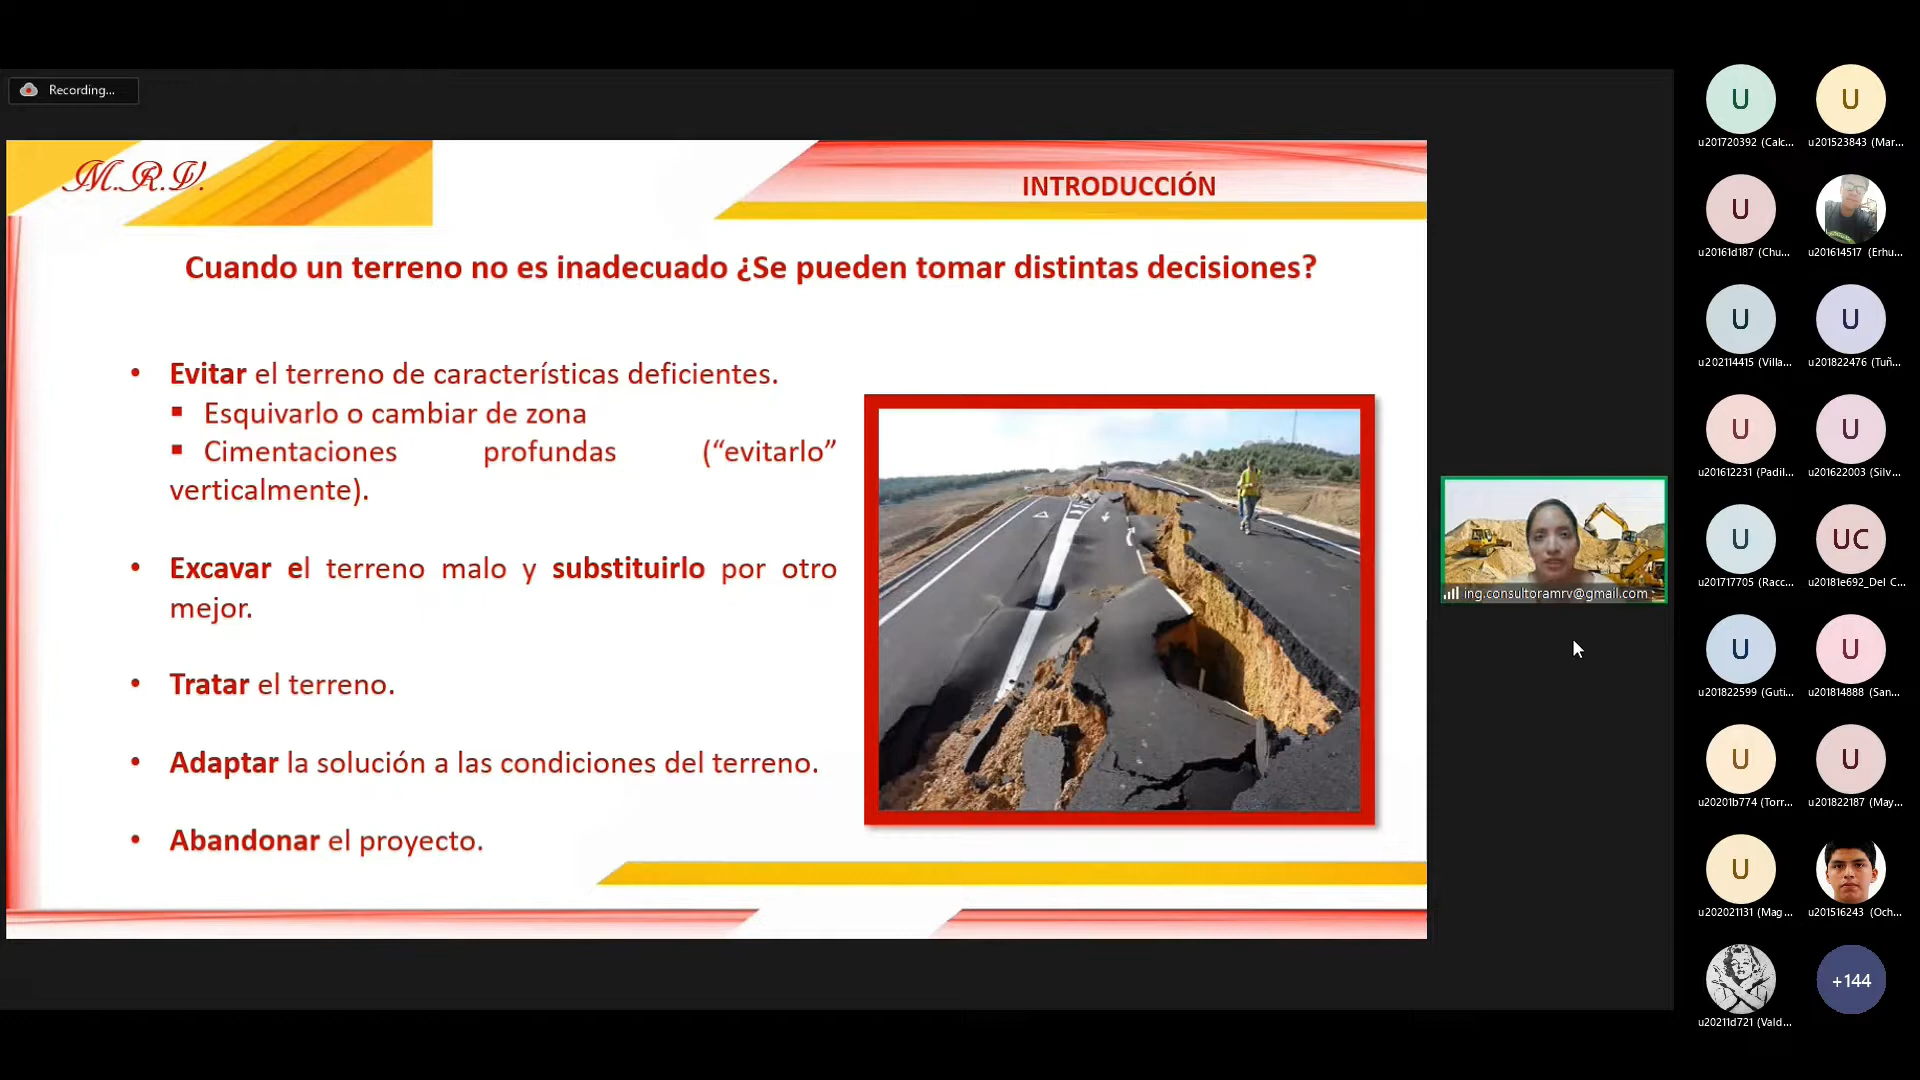 Recording...
M.R.V.
INTRODUCCIÓN
Cuando un terreno no es inadecuado ¿Se pueden tomar distintas decisiones?
• Evitar el terreno de características deficientes.
▪ Esquivarlo o cambiar de zona
▪ Cimentaciones profundas (“evitarlo”
verticalmente).
• Excavar el terreno malo y substituirlo por otro
mejor.
• Tratar el terreno.
• Adaptar la solución a las condiciones del terreno.
• Abandonar el proyecto.
ing.consultoramrv@gmail.com
U U
u201720392 (Calc... u201523843 (Mar...
U
u20161d187 (Chu... u201614517 (Erhu...
U U
u202114415 (Villa... u201822476 (Tuñ...
U U
u201612231 (Padil... u201622003 (Silv...
U UC
u201717705 (Racc... u20181e692_Del C...
U U
u201822599 (Guti... u201814888 (San...
U U
u20201b774 (Torr... u201822187 (May...
U
u202021131 (Mag... u201516243 (Och...
+144
u20211d721 (Vald...